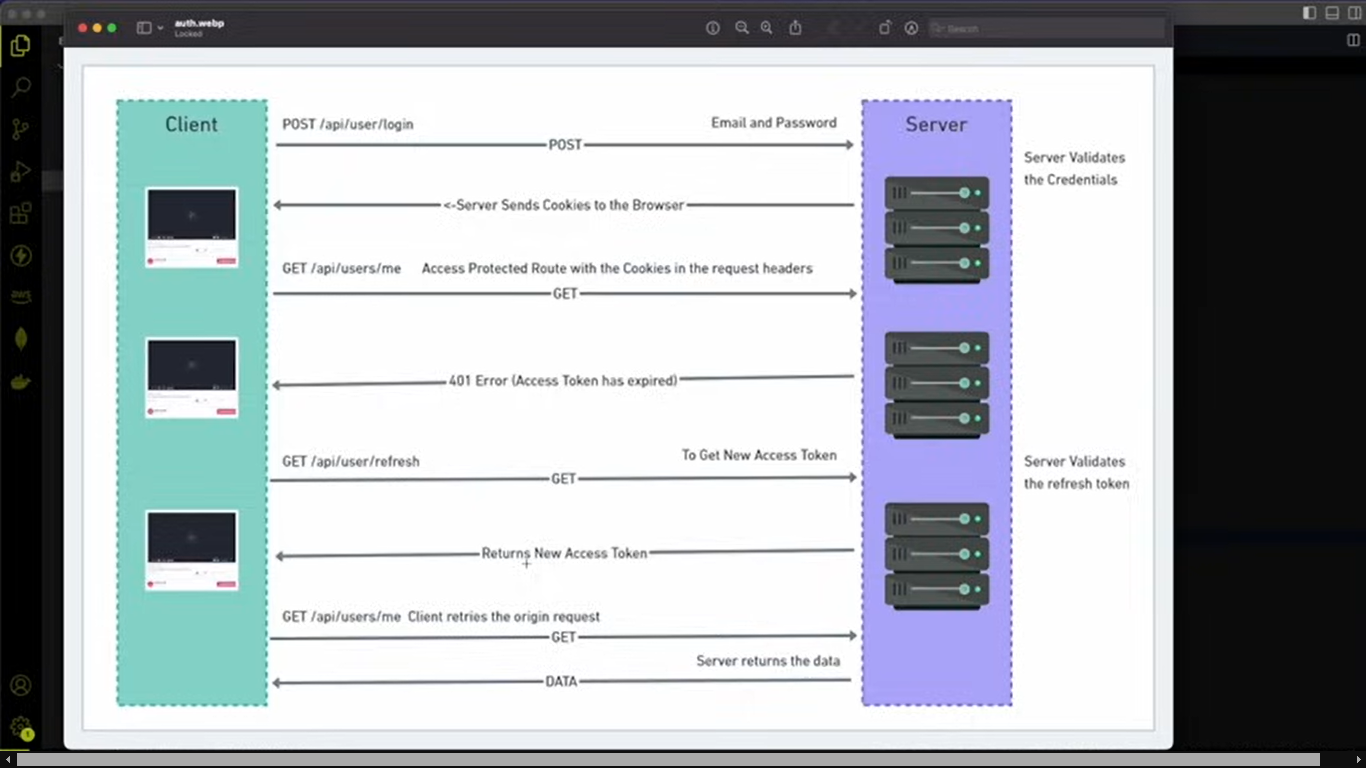 auth.webp
Locked
Search
Client
POST /api/user/login
Email and Password
Server
POST
Server Validates
the Credentials
<-Server Sends Cookies to the Browser
GET /api/users/me Access Protected Route with the Cookies in the request headers
GET
401 Error (Access Token has expired)
GET /api/user/refresh
To Get New Access Token
GET
Server Validates
the refresh token
Returns New Access Token
GET /api/users/me Client retries the origin request
GET
Server returns the data
DATA
aws
1